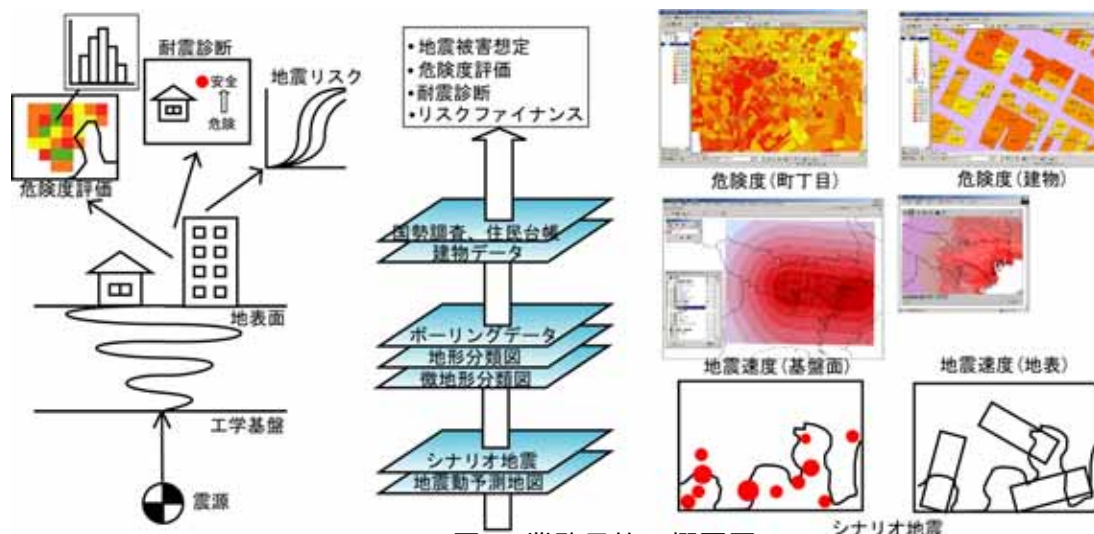 耐震診断
安全
危険
地震リスク
危険度評価
地表面
工学基盤
震源
•地震被害想定
•危険度評価
•耐震診断
•リスクファイナンス
国勢調査、住民台帳
建物データ
ボーリングデータ
地形分類図
微地形分類図
シナリオ地震
地震動予測地図
危険度(町丁目)
危険度(建物)
地震速度(基盤面)
地震速度(地表)
シナリオ地震